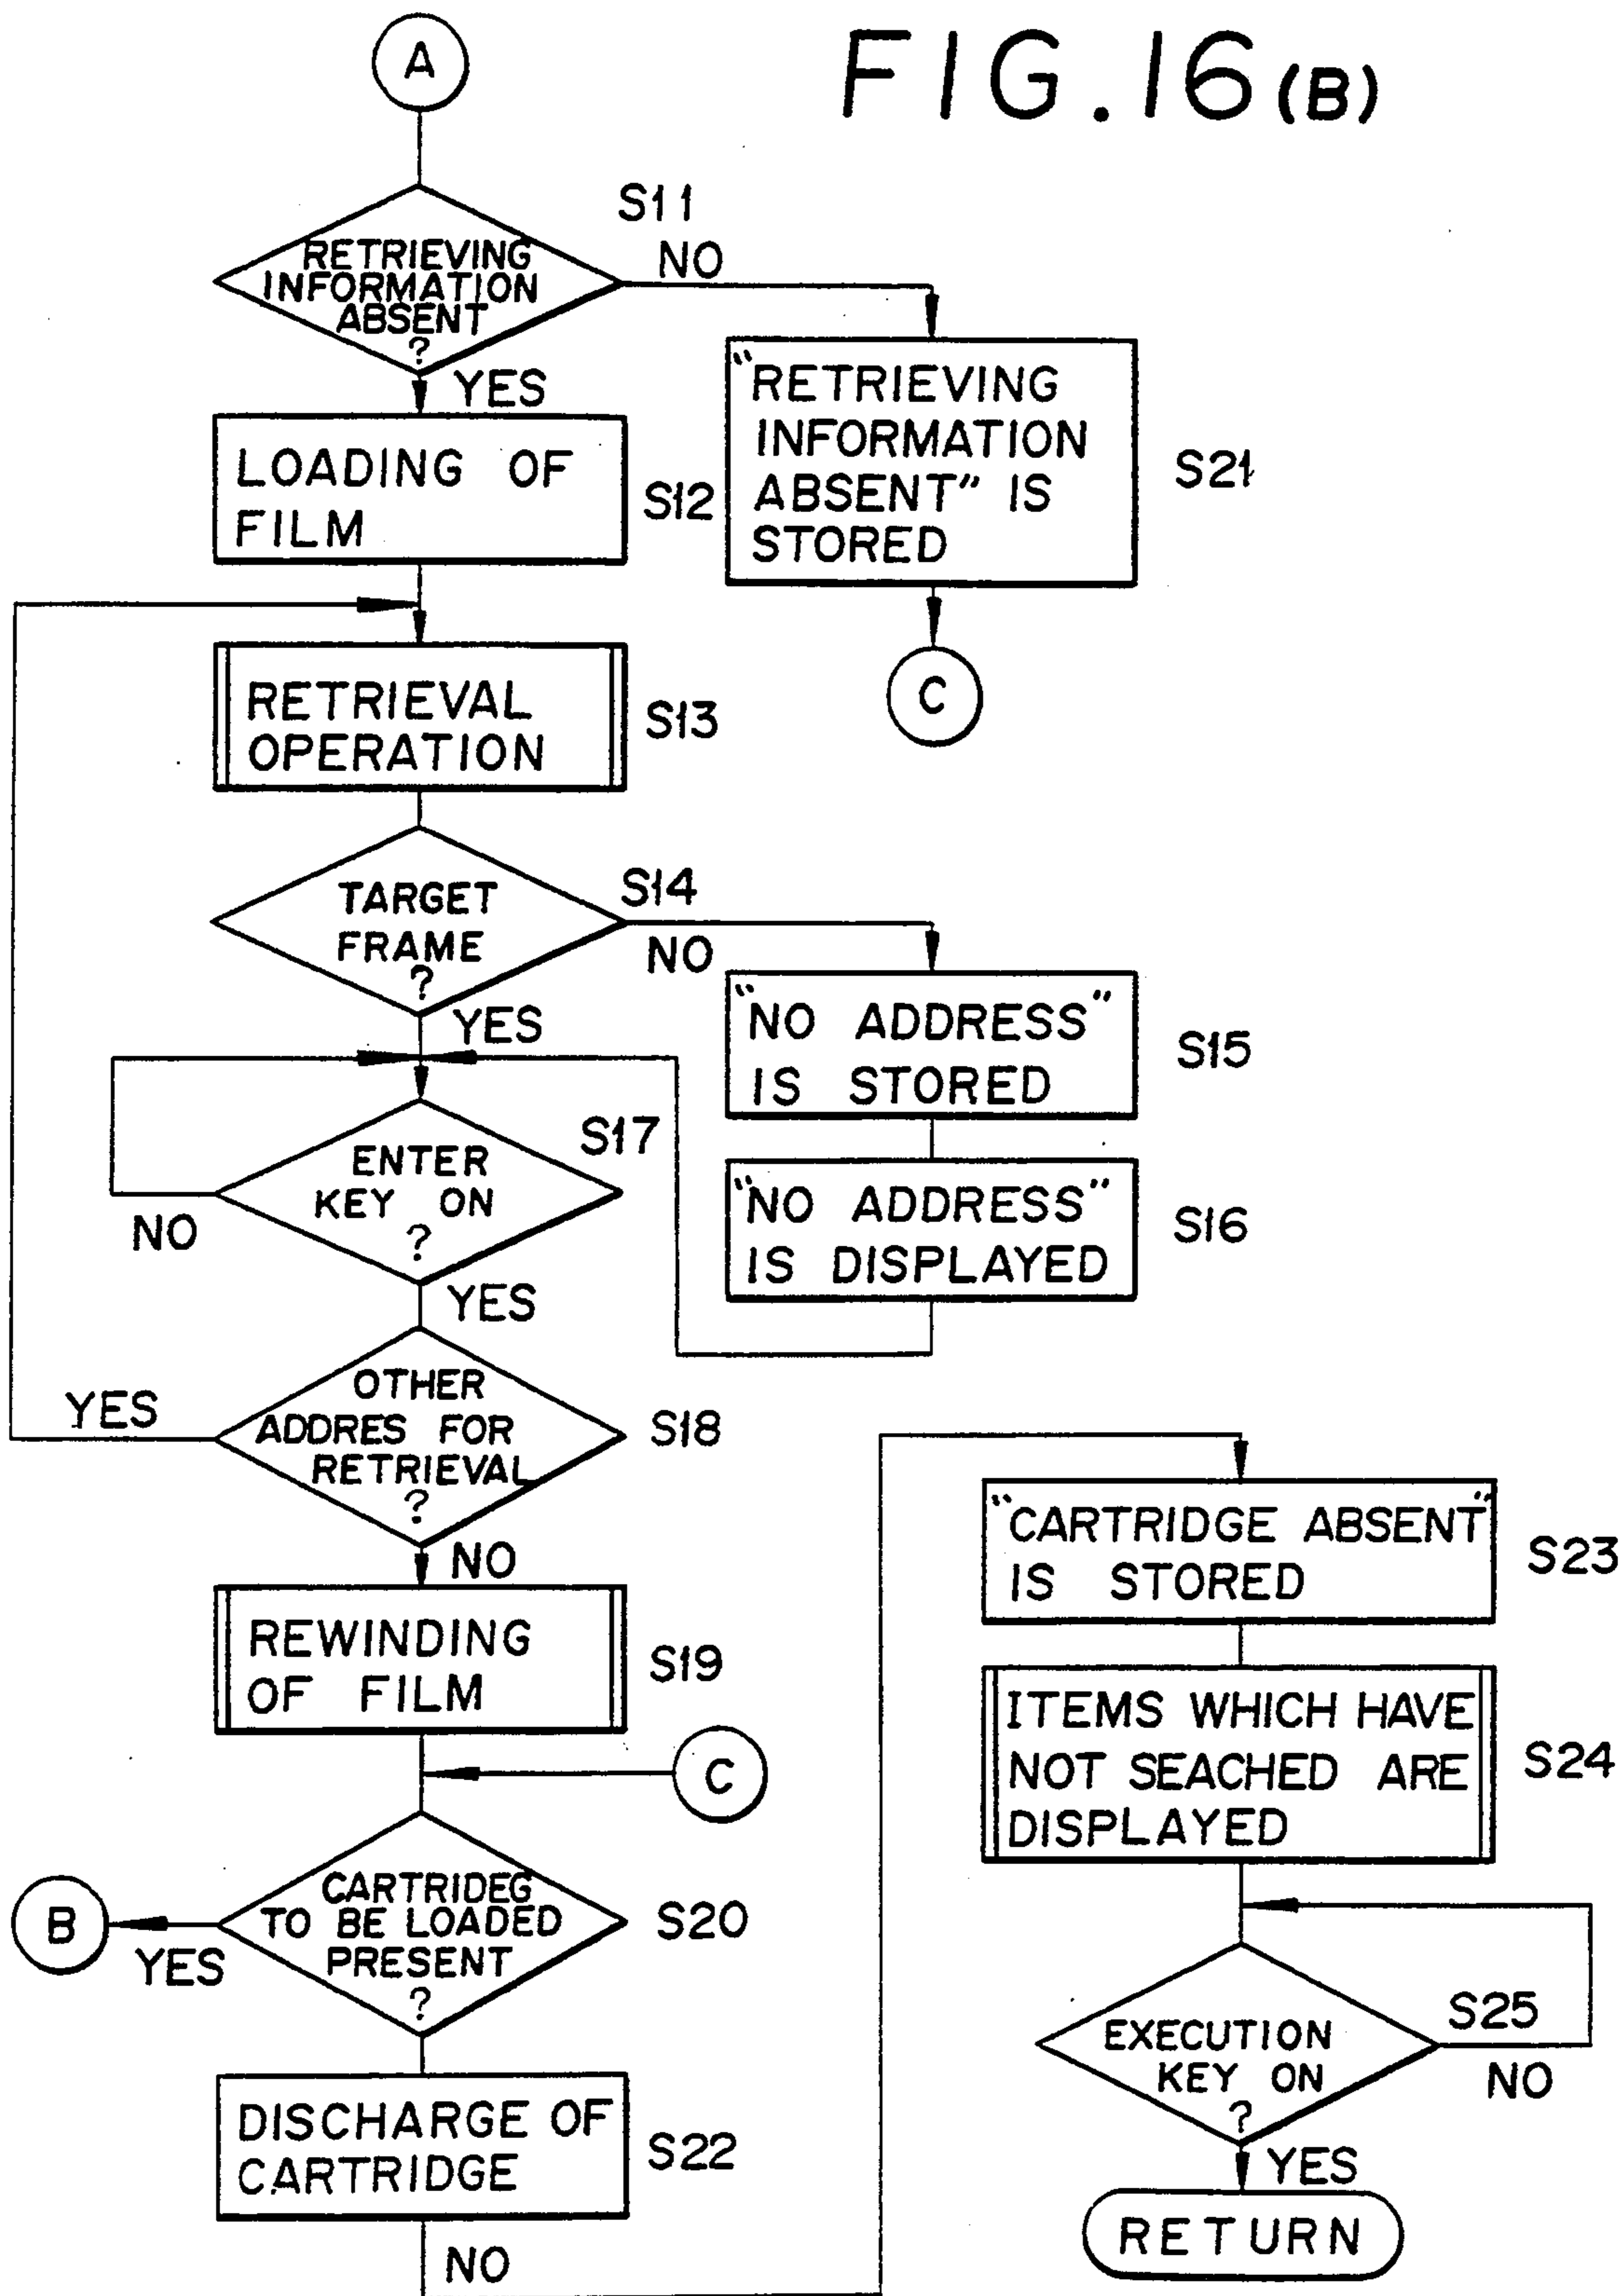 FIG.16(B)
A
S11
RETRIEVING
INFORMATION
ABSENT
?
NO
YES
"RETRIEVING
INFORMATION
ABSENT" IS
STORED
S21
C
LOADING OF
FILM
S12
RETRIEVAL
OPERATION
S13
TARGET
FRAME
?
S14
NO
YES
"NO ADDRESS"
IS STORED
S15
"NO ADDRESS"
IS DISPLAYED
S16
ENTER
KEY ON
?
S17
NO
YES
OTHER
ADDRES FOR
RETRIEVAL
?
S18
YES
NO
REWINDING
OF FILM
S19
C
CARTRIDEG
TO BE LOADED
PRESENT
?
S20
B
YES
DISCHARGE OF
CARTRIDGE
S22
NO
"CARTRIDGE ABSENT"
IS STORED
S23
ITEMS WHICH HAVE
NOT SEACHED ARE
DISPLAYED
S24
EXECUTION
KEY ON
?
S25
NO
YES
RETURN